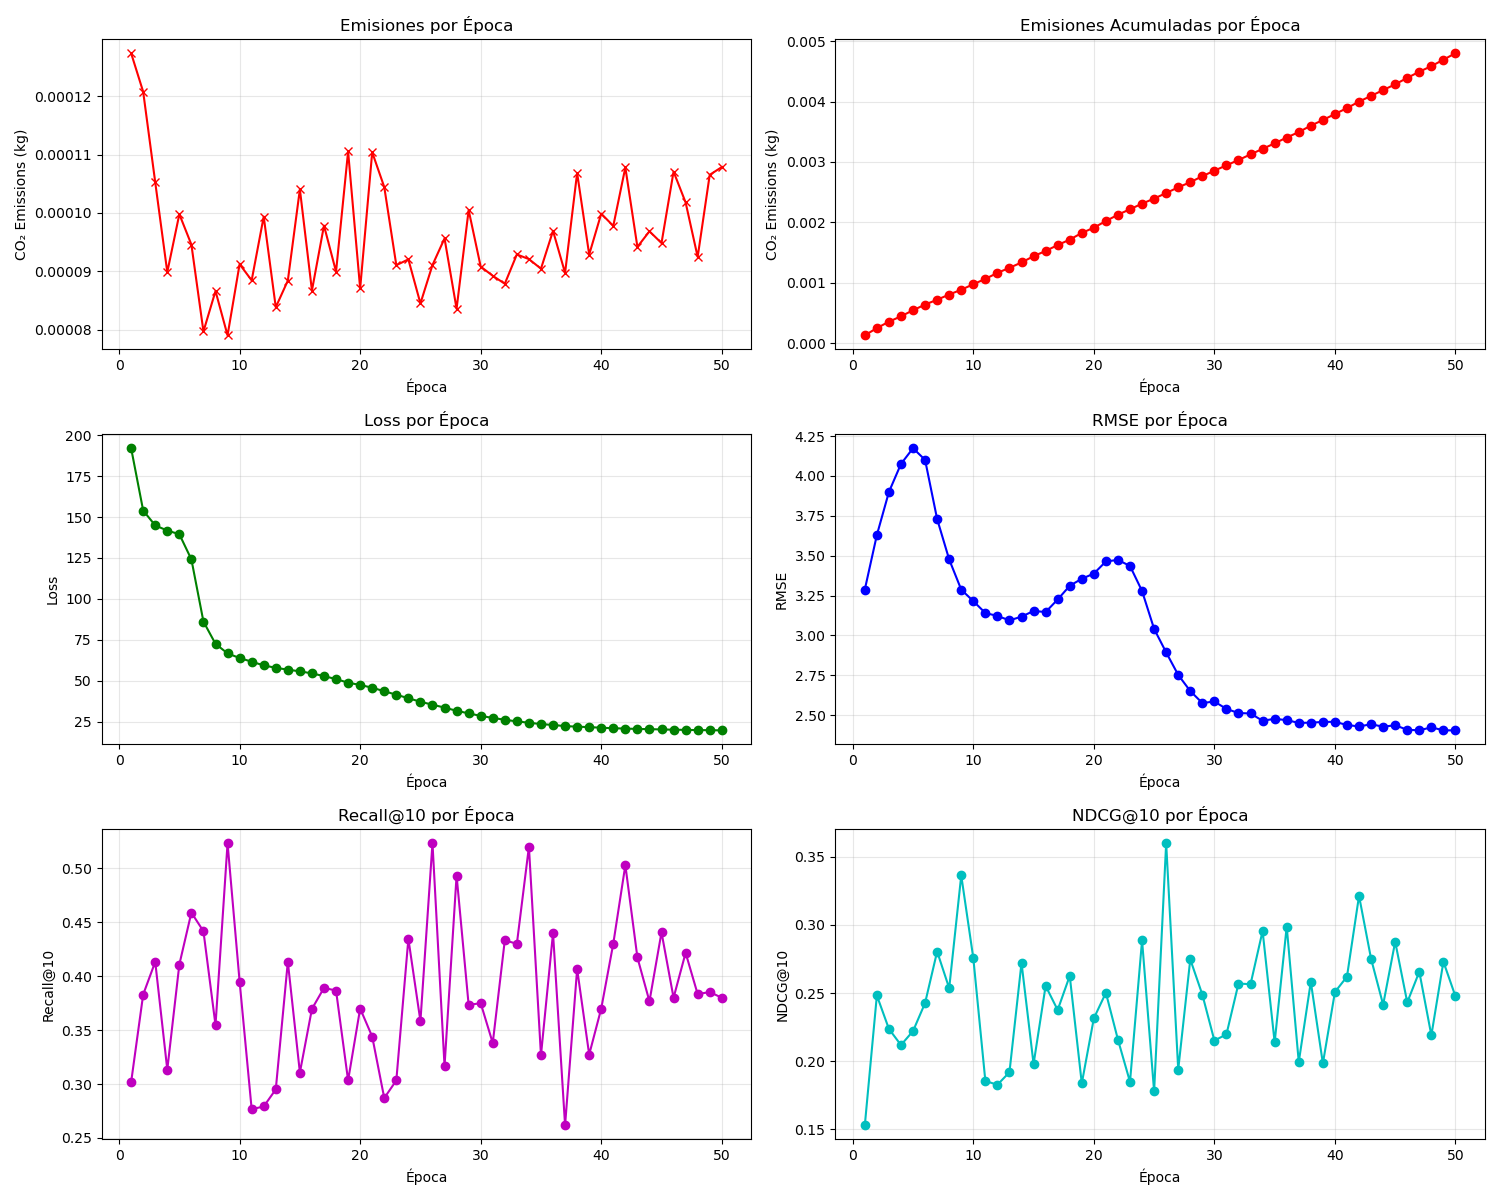 Emisiones por Época
CO₂ Emissions (kg)
0.00012
0.00011
0.00010
0.00009
0.00008
0 10 20 30 40 50
Época
Emisiones Acumuladas por Época
CO₂ Emissions (kg)
0.005
0.004
0.003
0.002
0.001
0.000
0 10 20 30 40 50
Época
Loss por Época
Loss
200
175
150
125
100
75
50
25
0 10 20 30 40 50
Época
RMSE por Época
RMSE
4.25
4.00
3.75
3.50
3.25
3.00
2.75
2.50
0 10 20 30 40 50
Época
Recall@10 por Época
Recall@10
0.50
0.45
0.40
0.35
0.30
0.25
0 10 20 30 40 50
Época
NDCG@10 por Época
NDCG@10
0.35
0.30
0.25
0.20
0.15
0 10 20 30 40 50
Época